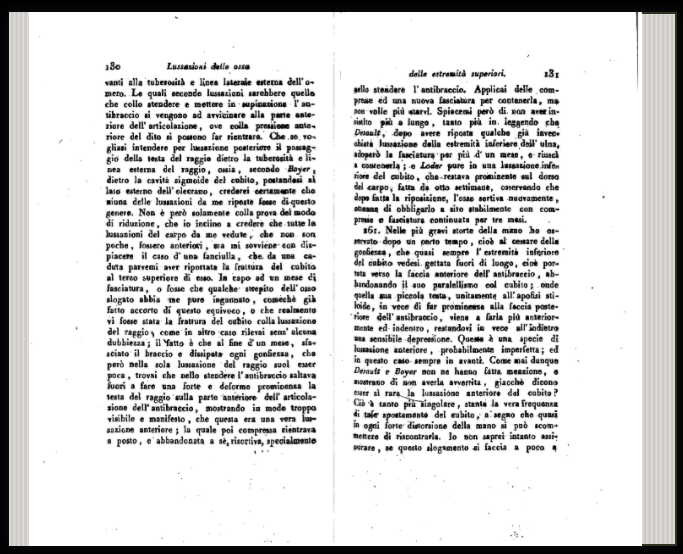 180 Lussazioni delle ossa
vanti alla tuberosità e linea laterale esterna dell'o-
mero. Le quali seconde lussazioni sarebbero quelle
che collo stendere e mettere in supinazione l'an-
tibraccio si vengono ad avvicinare alla parte ante-
riore dell'articolazione, ove colla pressione ante-
riore del dito si possono far rientrare. Che se vo-
gliasi intendere per lussazione posteriore il passag-
gio della testa del raggio dietro la tuberosità e li-
nea esterna del raggio, ossia, secondo Boyer,
dietro la cavità sigmoide del cubito, portandosi al
lato esterno dell'olecrano, crederei certamente che
niuna delle lussazioni da me riposte fosse di questo
genere. Non è però solamente colla prova del modo
di riduzione, che io inclino a credere che tutte le
lussazioni del carpo da me vedute, che non son
poche, fossero anteriori, ma mi sovviene con dis-
piacere il caso d'una fanciulla, che da una ca-
duta parvemi aver riportata la frattura del cubito
al terzo superiore di esso. In capo ad un mese di
fasciatura, o fosse che qualche strepito dell'osso
slogato abbia me pure ingannato, comechè già
fatto accorto di questo equivoco, o che realmente
vi fosse stata la frattura del cubito colla lussazione
del raggio, come in altro caso rilevai sens'alcuna
dubbiezza; il fatto è che al fine d'un mese, sfa-
sciato il braccio e dissipata ogni gonfiezza, che
però nella sola lussazione del raggio suol esser
poca, trovai che nello stendere l'antibraccio saltava
fuori a fare una forte e deforme prominenza la
testa del raggio sulla parte anteriore dell'articola-
zione dell'antibraccio, mostrando in modo troppo
visibile e manifesto, che questa era una vera lus-
sazione anteriore; la quale poi compressa rientrava
a posto, e abbandonata a sè, risortiva, specialmente
delle estremità superiori. 181
nello stendere l'antibraccio. Applicai delle com-
presse ed una nuova fasciatura per contenerla, ma
non volle più starvi. Spiacemi però di non aver in-
sistito più a lungo, tanto più in leggendo che
Desault, dopo avere riposta qualche già invec-
chiata lussazione della estremità inferiore dell'ulna,
adoperò la fasciatura per più d'un mese, e riuscì
a contenerla; e Loder pure in una lussazione infe-
riore del cubito, che restava prominente sul dorso
del carpo, fatta da otto settimane, osservando che
dopo fatta la riposizione, l'osso sortiva nuovamente,
ottenne di obbligarlo a sito stabilmente con com-
presse e fasciatura continuata per tre mesi.
161. Nelle più gravi storte della mano ho os-
servato dopo un certo tempo, cioè al cessare della
gonfiezza, che quasi sempre l'estremità inferiore
del cubito vedesi gettata fuori di luogo, cioè por-
tata verso la faccia anteriore dell'antibraccio, ab-
bandonando il suo parallelismo col cubito; onde
quella sua piccola testa, unitamente all'apofisi sti-
loide, in vece di far prominenza alla faccia poste-
riore dell'antibraccio, viene a farla più anterior-
mente ed indentro, restandovi in vece all'indietro
una sensibile depressione. Questa è una specie di
lussazione anteriore, probabilmente imperfetta; ed
in questo caso sempre in avanti. Come mai dunque
Desault e Boyer non ne hanno fatta menzione, e
mostrano di non averla avvertita, giacchè dicono
esser sì rara la lussazione anteriore del cubito?
Ciò è tanto più singolare, stante la vera frequenza
di tale spostamento del cubito, a segno che quasi
in ogni forte distorsione della mano si può scom-
mettere di riscontrarla. Io non saprei intanto assi-
curare, se questo slogamento si faccia a poco a